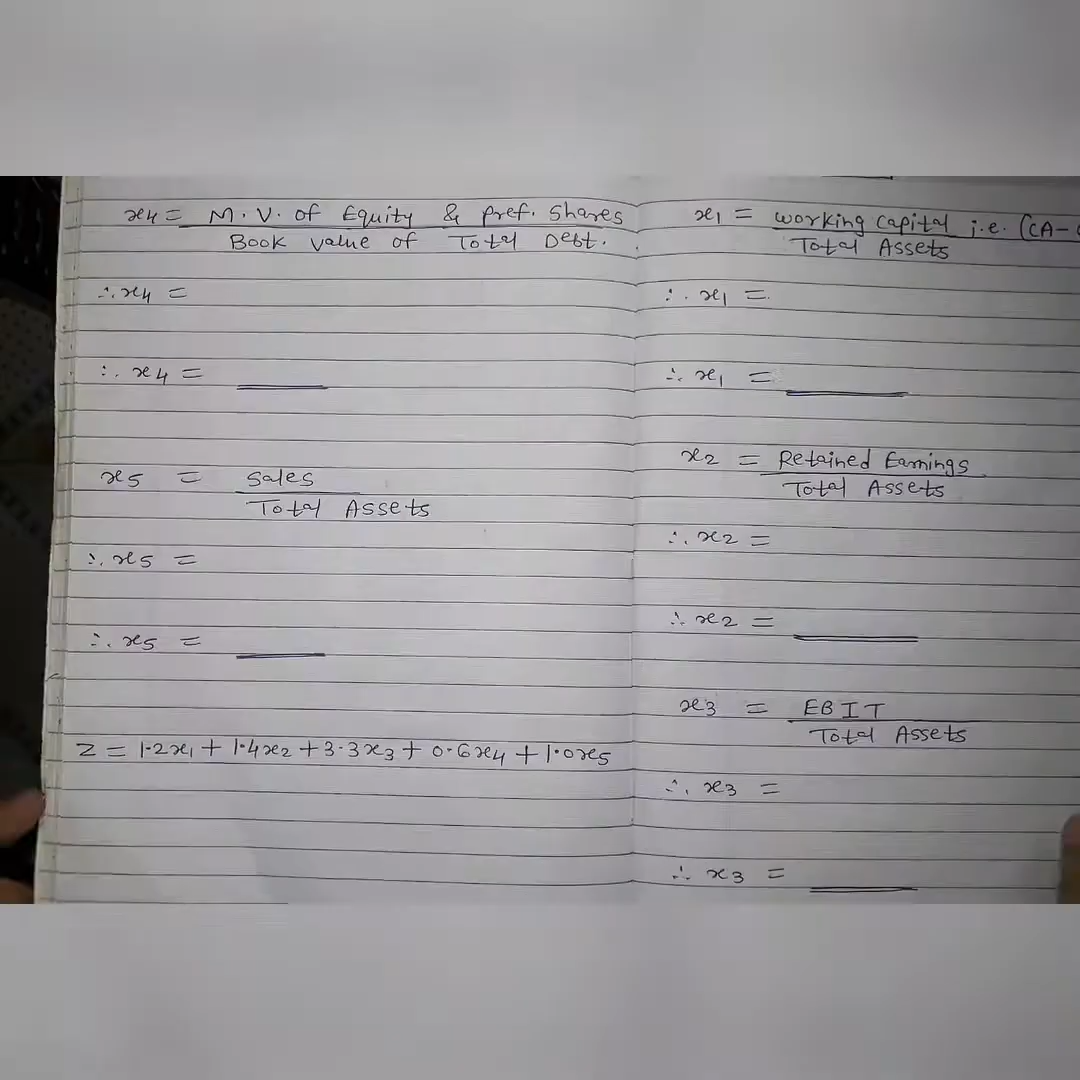 x4 = M.V. of Equity & Pref. Shares
Book value of Total Debt.
∴ x4 =
∴ x4 =
x5 = Sales
Total Assets
∴ x5 =
∴ x5 =
Z = 1.2x1 + 1.4x2 + 3.3x3 + 0.6x4 + 1.0x5
x1 = working capital i.e. (CA-
Total Assets
∴ x1 =
∴ x1 =
x2 = Retained Earnings
Total Assets
∴ x2 =
∴ x2 =
x3 = EBIT
Total Assets
∴ x3 =
∴ x3 =